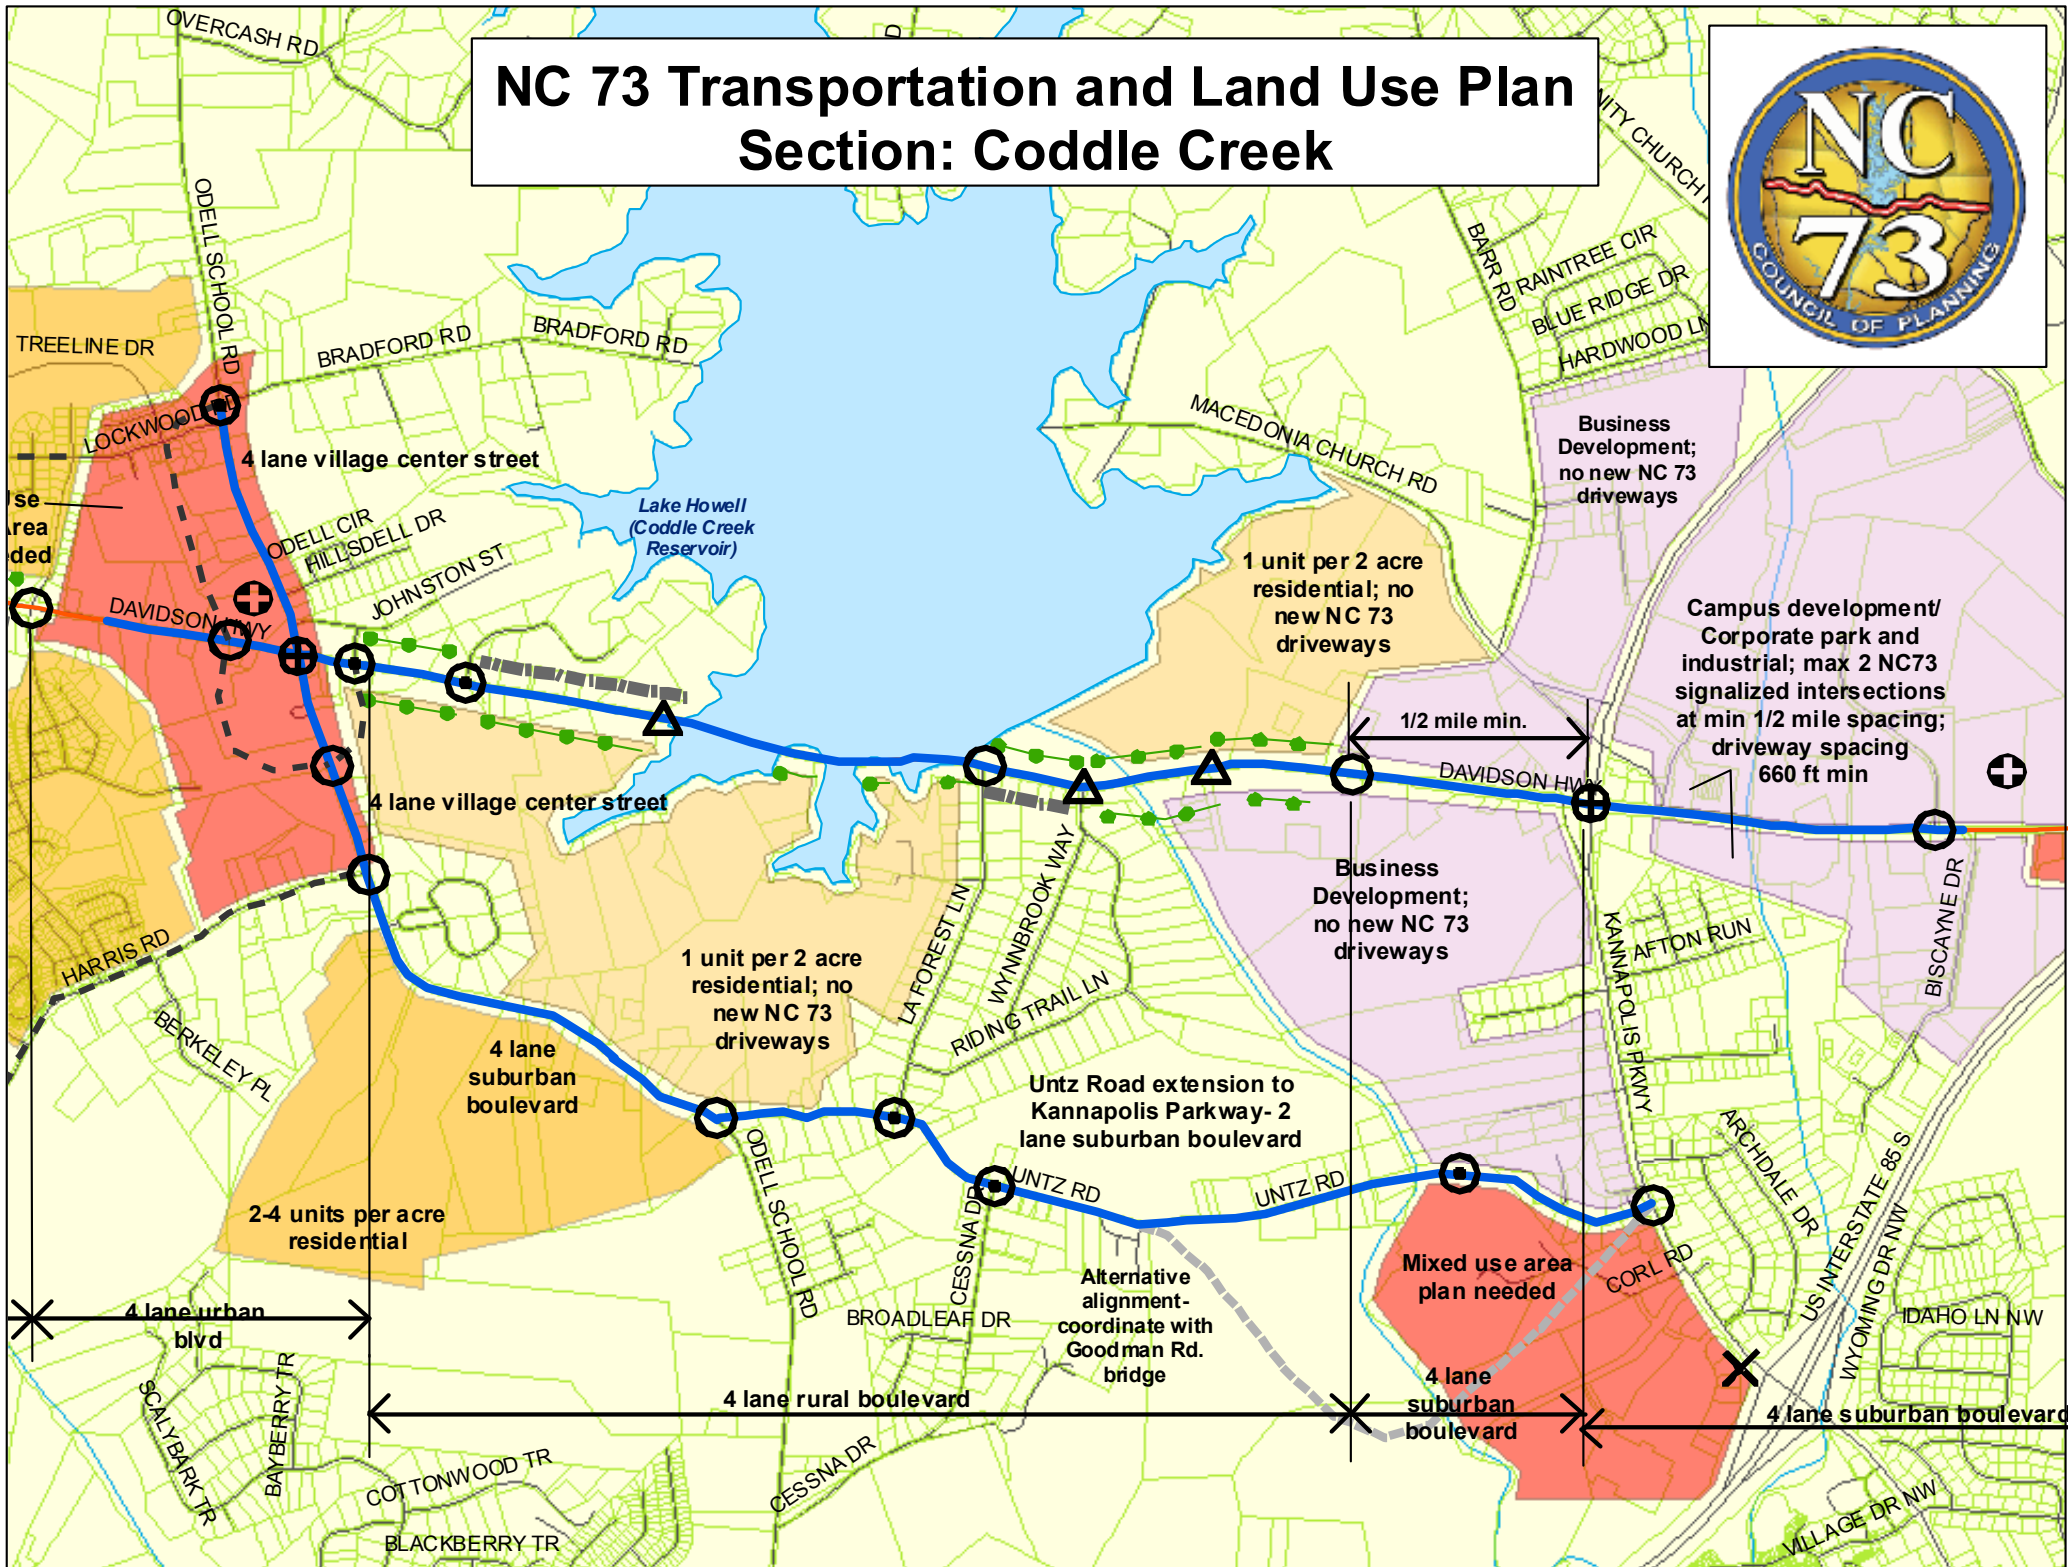 NC 73 Transportation and Land Use Plan
Section: Coddle Creek
NC
73
COUNCIL OF PLANNING
OVERCASH RD
ODELL SCHOOL RD
TREELINE DR
BRADFORD RD
BRADFORD RD
LOCKWOOD RD
4 lane village center street
ODELL CIR
HILLSDELL DR
JOHNSTON ST
DAVIDSON HWY
Lake Howell
(Coddle Creek
Reservoir)
BARR RD
RAINTREE CIR
BLUE RIDGE DR
HARDWOOD LN
CHURCH
MACEDONIA CHURCH RD
Business
Development;
no new NC 73
driveways
1 unit per 2 acre
residential; no
new NC 73
driveways
Campus development/
Corporate park and
industrial; max 2 NC73
signalized intersections
at min 1/2 mile spacing;
driveway spacing
660 ft min
1/2 mile min.
DAVIDSON HWY
4 lane village center street
Business
Development;
no new NC 73
driveways
KANNAPOLIS PKWY
AFTON RUN
BISCAYNE DR
HARRIS RD
BERKELEY PL
1 unit per 2 acre
residential; no
new NC 73
driveways
LA FOREST LN
WYNNBROOK WAY
RIDING TRAIL LN
4 lane
suburban
boulevard
Untz Road extension to
Kannapolis Parkway- 2
lane suburban boulevard
ARCHDALE DR
US INTERSTATE 85 S
WYOMING DR NW
IDAHO LN NW
2-4 units per acre
residential
ODELL SCHOOL RD
CESSNA DR
UNTZ RD
UNTZ RD
Mixed use area
plan needed
CORL RD
Alternative
alignment-
coordinate with
Goodman Rd.
bridge
BROADLEAF DR
4 lane urban
blvd
4 lane rural boulevard
4 lane
suburban
boulevard
4 lane suburban boulevard
SCALYBARK TR
BAYBERRY TR
COTTONWOOD TR
BLACKBERRY TR
CESSNA DR
VILLAGE DR NW